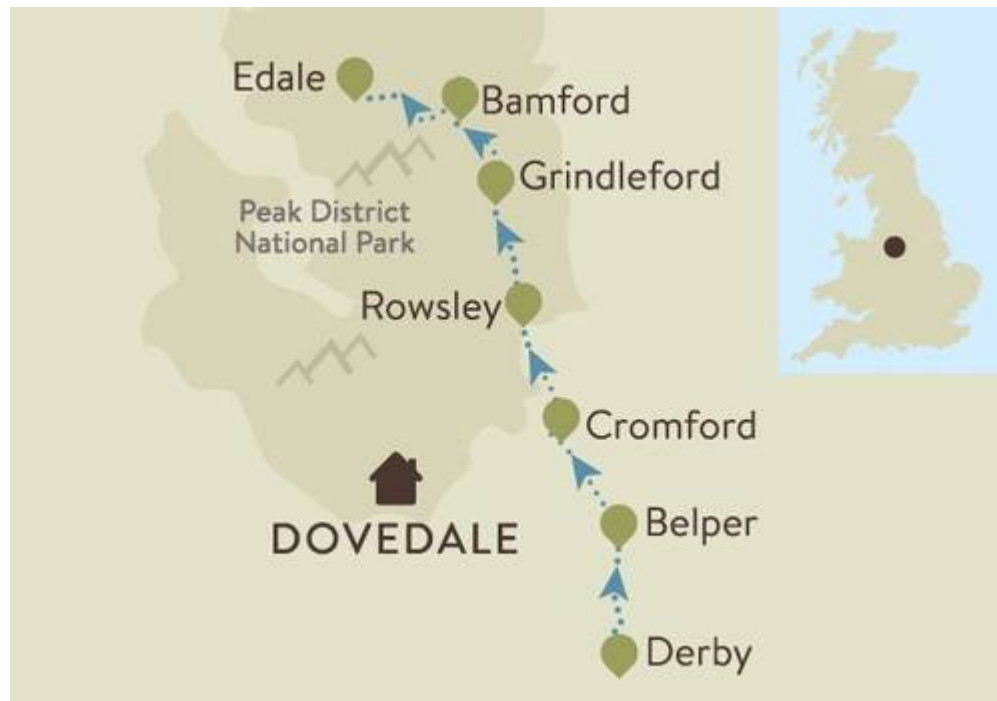 Edale
Bamford
Grindleford
Peak District
National Park
Rowsley
Cromford
DOVEDALE
Belper
Derby